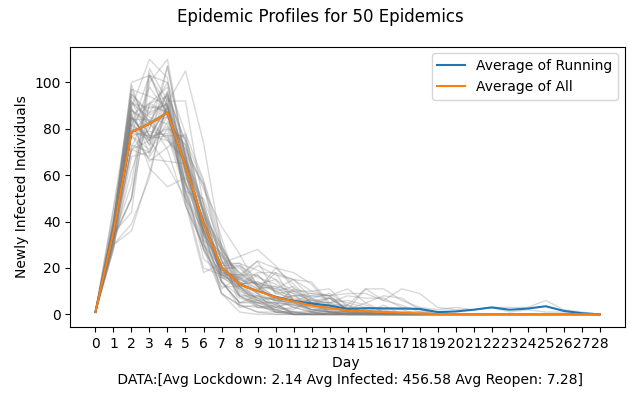 Epidemic Profiles for 50 Epidemics
Average of Running
Average of All
Newly Infected Individuals
100
80
60
40
20
0
0 1 2 3 4 5 6 7 8 9 10 11 12 13 14 15 16 17 18 19 20 21 22 23 24 25 26 27 28
Day
DATA:[Avg Lockdown: 2.14 Avg Infected: 456.58 Avg Reopen: 7.28]